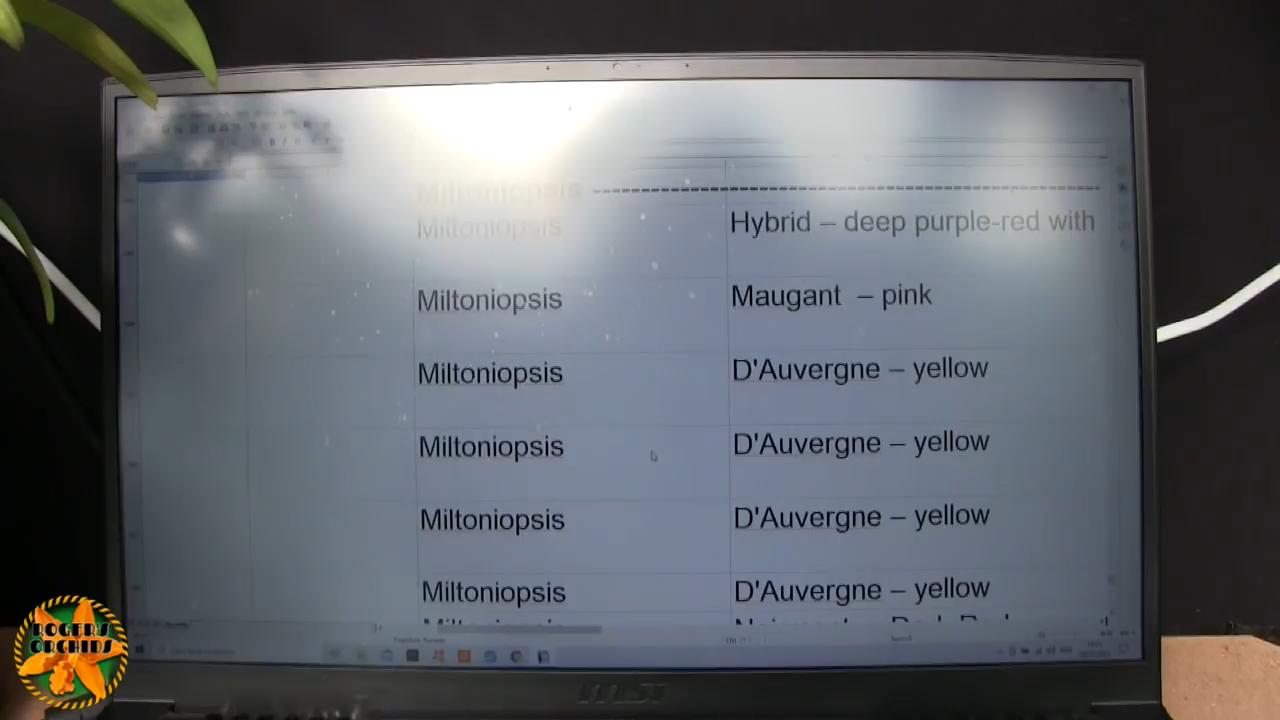 Miltoniopsis --------------------------------
Miltoniopsis Hybrid – deep purple-red with
Miltoniopsis Maugant – pink
Miltoniopsis D'Auvergne – yellow
Miltoniopsis D'Auvergne – yellow
Miltoniopsis D'Auvergne – yellow
Miltoniopsis D'Auvergne – yellow
msi
ROGER'S
ORCHIDS